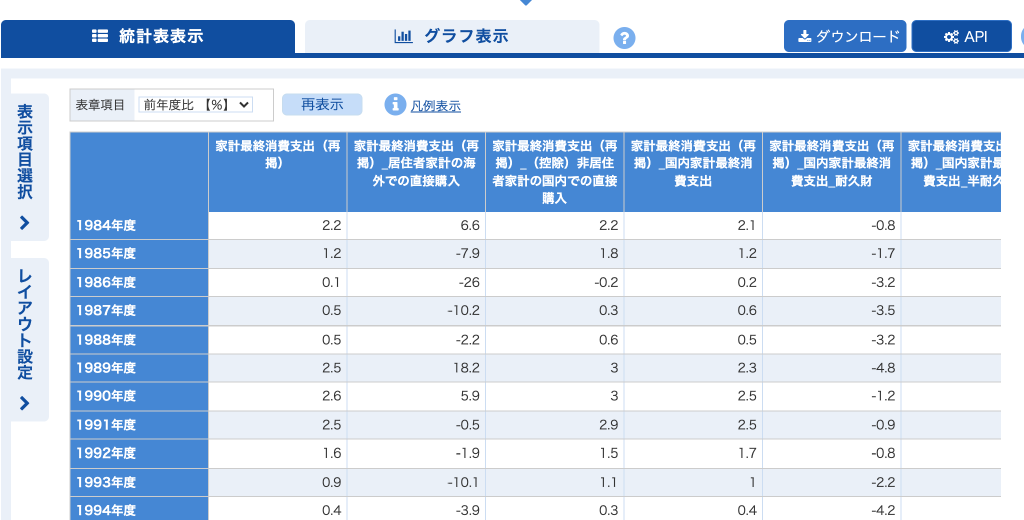 統計表表示
グラフ表示
?
ダウンロード
API
表示項目選択
レイアウト設定
表章項目
前年度比 【%】
再表示
凡例表示
家計最終消費支出（再
掲）
家計最終消費支出（再
掲）_居住者家計の海
外での直接購入
家計最終消費支出（再
掲）_（控除）非居住
者家計の国内での直接
購入
家計最終消費支出（再
掲）_国内家計最終消
費支出
家計最終消費支出（再
掲）_国内家計最終消
費支出_耐久財
家計最終消費支出
掲）_国内家計最
費支出_半耐久
1984年度 2.2 6.6 2.2 2.1 -0.8
1985年度 1.2 -7.9 1.8 1.2 -1.7
1986年度 0.1 -26 -0.2 0.2 -3.2
1987年度 0.5 -10.2 0.3 0.6 -3.5
1988年度 0.5 -2.2 0.6 0.5 -3.2
1989年度 2.5 18.2 3 2.3 -4.8
1990年度 2.6 5.9 3 2.5 -1.2
1991年度 2.5 -0.5 2.9 2.5 -0.9
1992年度 1.6 -1.9 1.5 1.7 -0.8
1993年度 0.9 -10.1 1.1 1 -2.2
1994年度 0.4 -3.9 0.3 0.4 -4.2